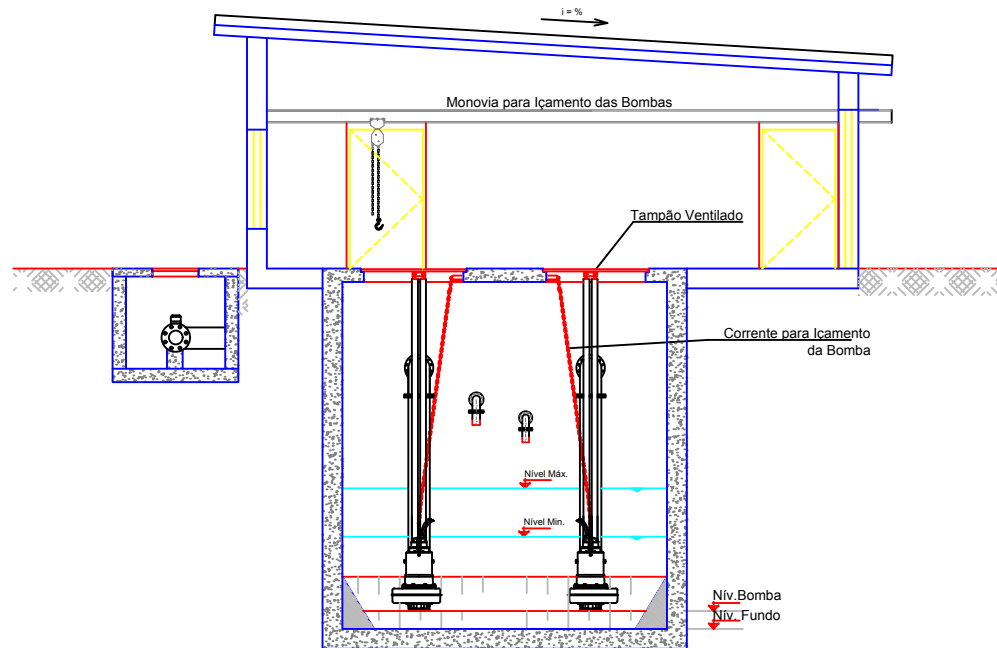 i = %
Monovia para Içamento das Bombas
Tampão Ventilado
Corrente para Içamento
da Bomba
Nível Máx.
Nível Min.
Nív.Bomba
Nív. Fundo